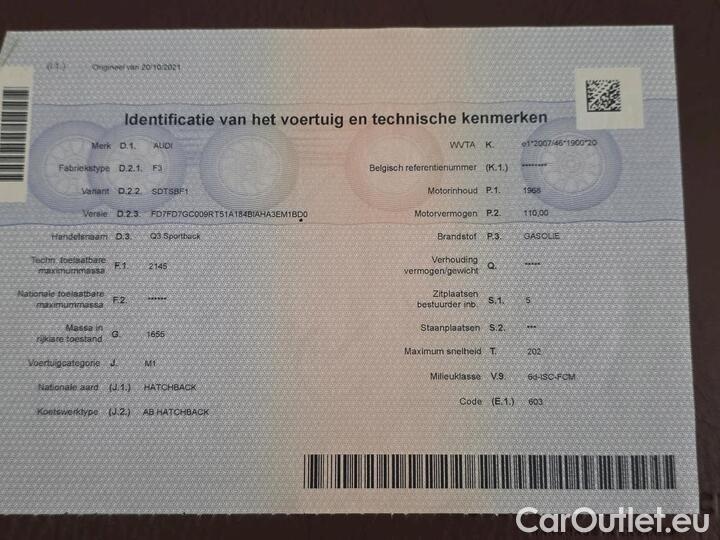 (I.1.) Origineel van 20/10/2021
Identificatie van het voertuig en technische kenmerken
Merk D.1. AUDI
Fabriekstype D.2.1. F3
Variant D.2.2. SDTSBF1
Versie D.2.3. FD7FD7GC009RT51A184BIAHA3EM1BD0
Handelsnaam D.3. Q3 Sportback
Techn. toelaatbare
maximummassa F.1. 2145
Nationale toelaatbare
maximummassa F.2. ******
Massa in
rijklare toestand G. 1655
Voertuigcategorie J. M1
Nationale aard (J.1.) HATCHBACK
Koetswerktype (J.2.) AB HATCHBACK
WVTA K. e1*2007/46*1900*20
Belgisch referentienummer (K.1.) ********
Motorinhoud P.1. 1968
Motorvermogen P.2. 110,00
Brandstof P.3. GASOLIE
Verhouding
vermogen/gewicht Q. *****
Zitplaatsen
bestuurder inb. S.1. 5
Staanplaatsen S.2. ***
Maximum snelheid T. 202
Milieuklasse V.9. 6d-ISC-FCM
Code (E.1.) 603
CarOutlet.eu